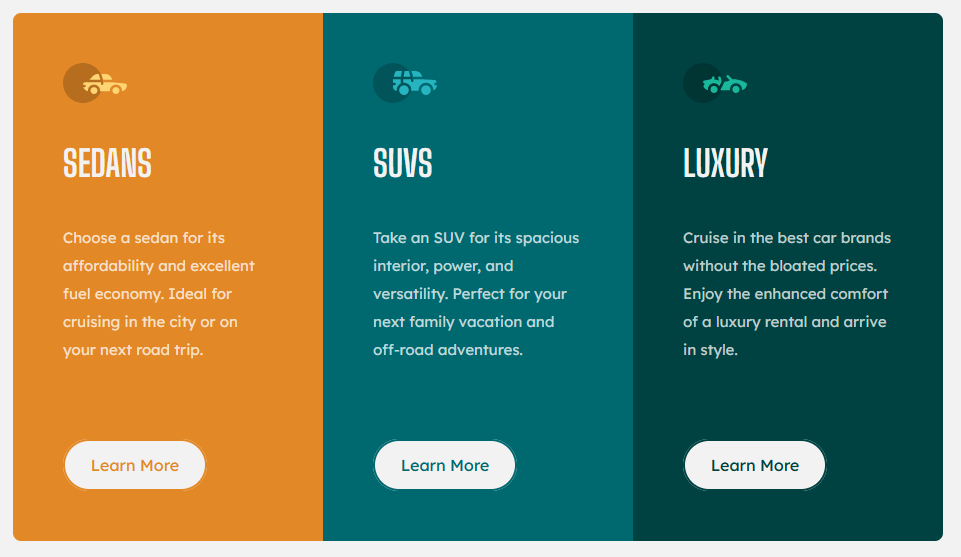 SEDANS
Choose a sedan for its
affordability and excellent
fuel economy. Ideal for
cruising in the city or on
your next road trip.
Learn More
SUVS
Take an SUV for its spacious
interior, power, and
versatility. Perfect for your
next family vacation and
off-road adventures.
Learn More
LUXURY
Cruise in the best car brands
without the bloated prices.
Enjoy the enhanced comfort
of a luxury rental and arrive
in style.
Learn More